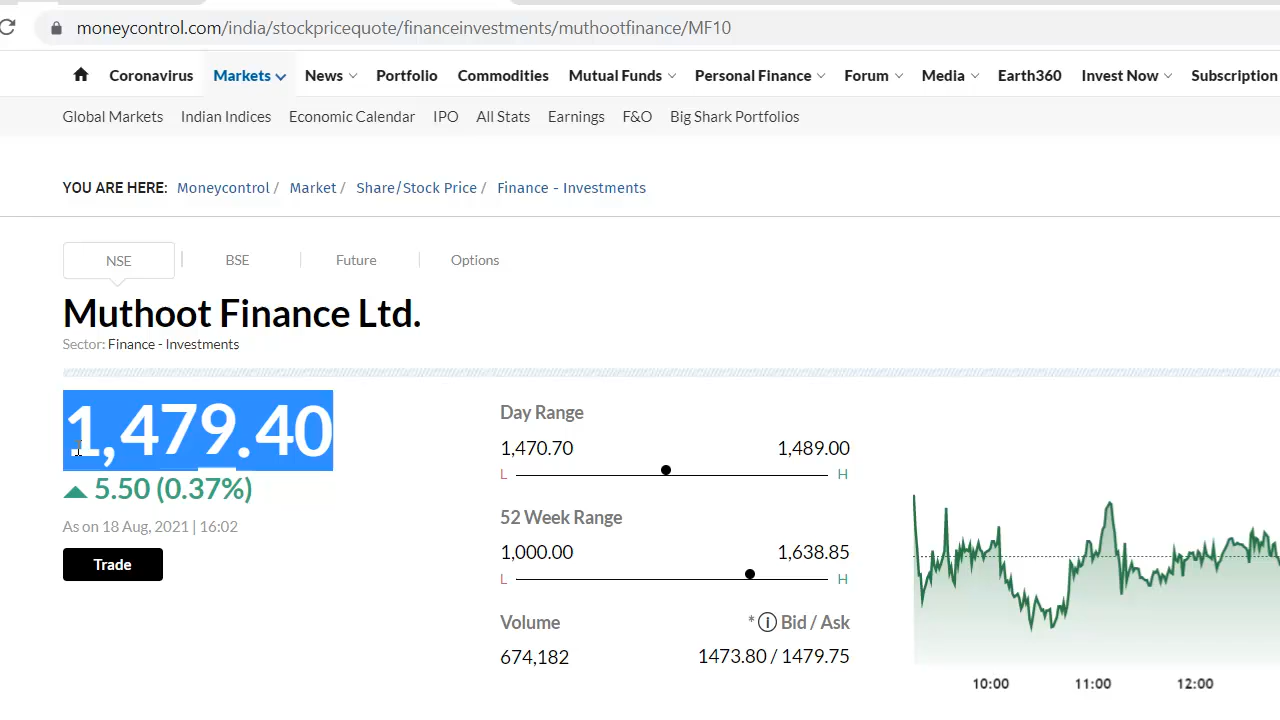 moneycontrol.com/india/stockpricequote/financeinvestments/muthootfinance/MF10
Coronavirus Markets News Portfolio Commodities Mutual Funds Personal Finance Forum Media Earth360 Invest Now Subscription
Global Markets Indian Indices Economic Calendar IPO All Stats Earnings F&O Big Shark Portfolios
YOU ARE HERE: Moneycontrol / Market / Share/Stock Price / Finance - Investments
NSE BSE Future Options
Muthoot Finance Ltd.
Sector: Finance - Investments
1,479.40
5.50 (0.37%)
As on 18 Aug, 2021 | 16:02
Trade
Day Range
1,470.70 1,489.00
L H
52 Week Range
1,000.00 1,638.85
L H
Volume * Bid / Ask
674,182 1473.80 / 1479.75
10:00 11:00 12:00